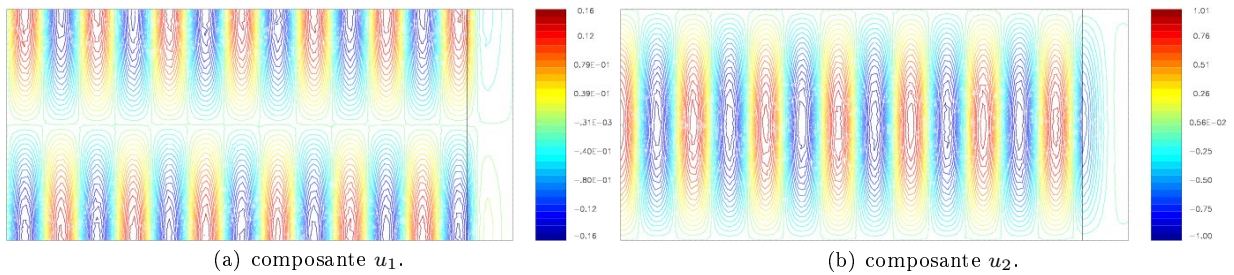 0.16
0.12
0.79E-01
0.39E-01
-.31E-03
-.40E-01
-.80E-01
-0.12
-0.16
(a) composante u₁.
1.01
0.76
0.51
0.26
0.56E-02
-0.25
-0.50
-0.75
-1.00
(b) composante u₂.